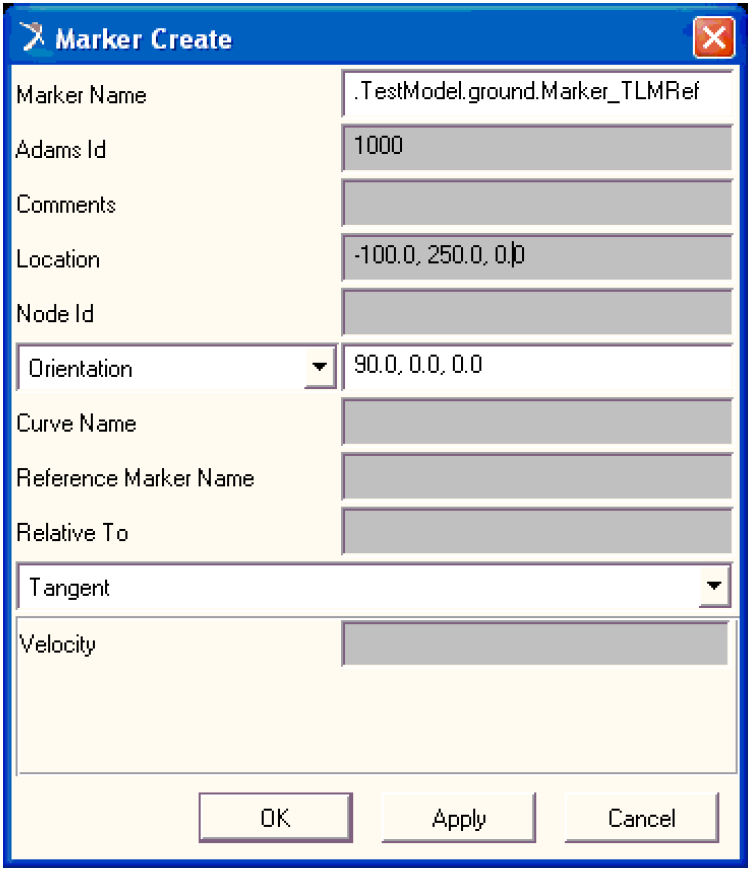 Marker Create
Marker Name .TestModel.ground.Marker_TLMRef
Adams Id 1000
Comments
Location -100.0, 250.0, 0.0
Node Id
Orientation 90.0, 0.0, 0.0
Curve Name
Reference Marker Name
Relative To
Tangent
Velocity
OK Apply Cancel